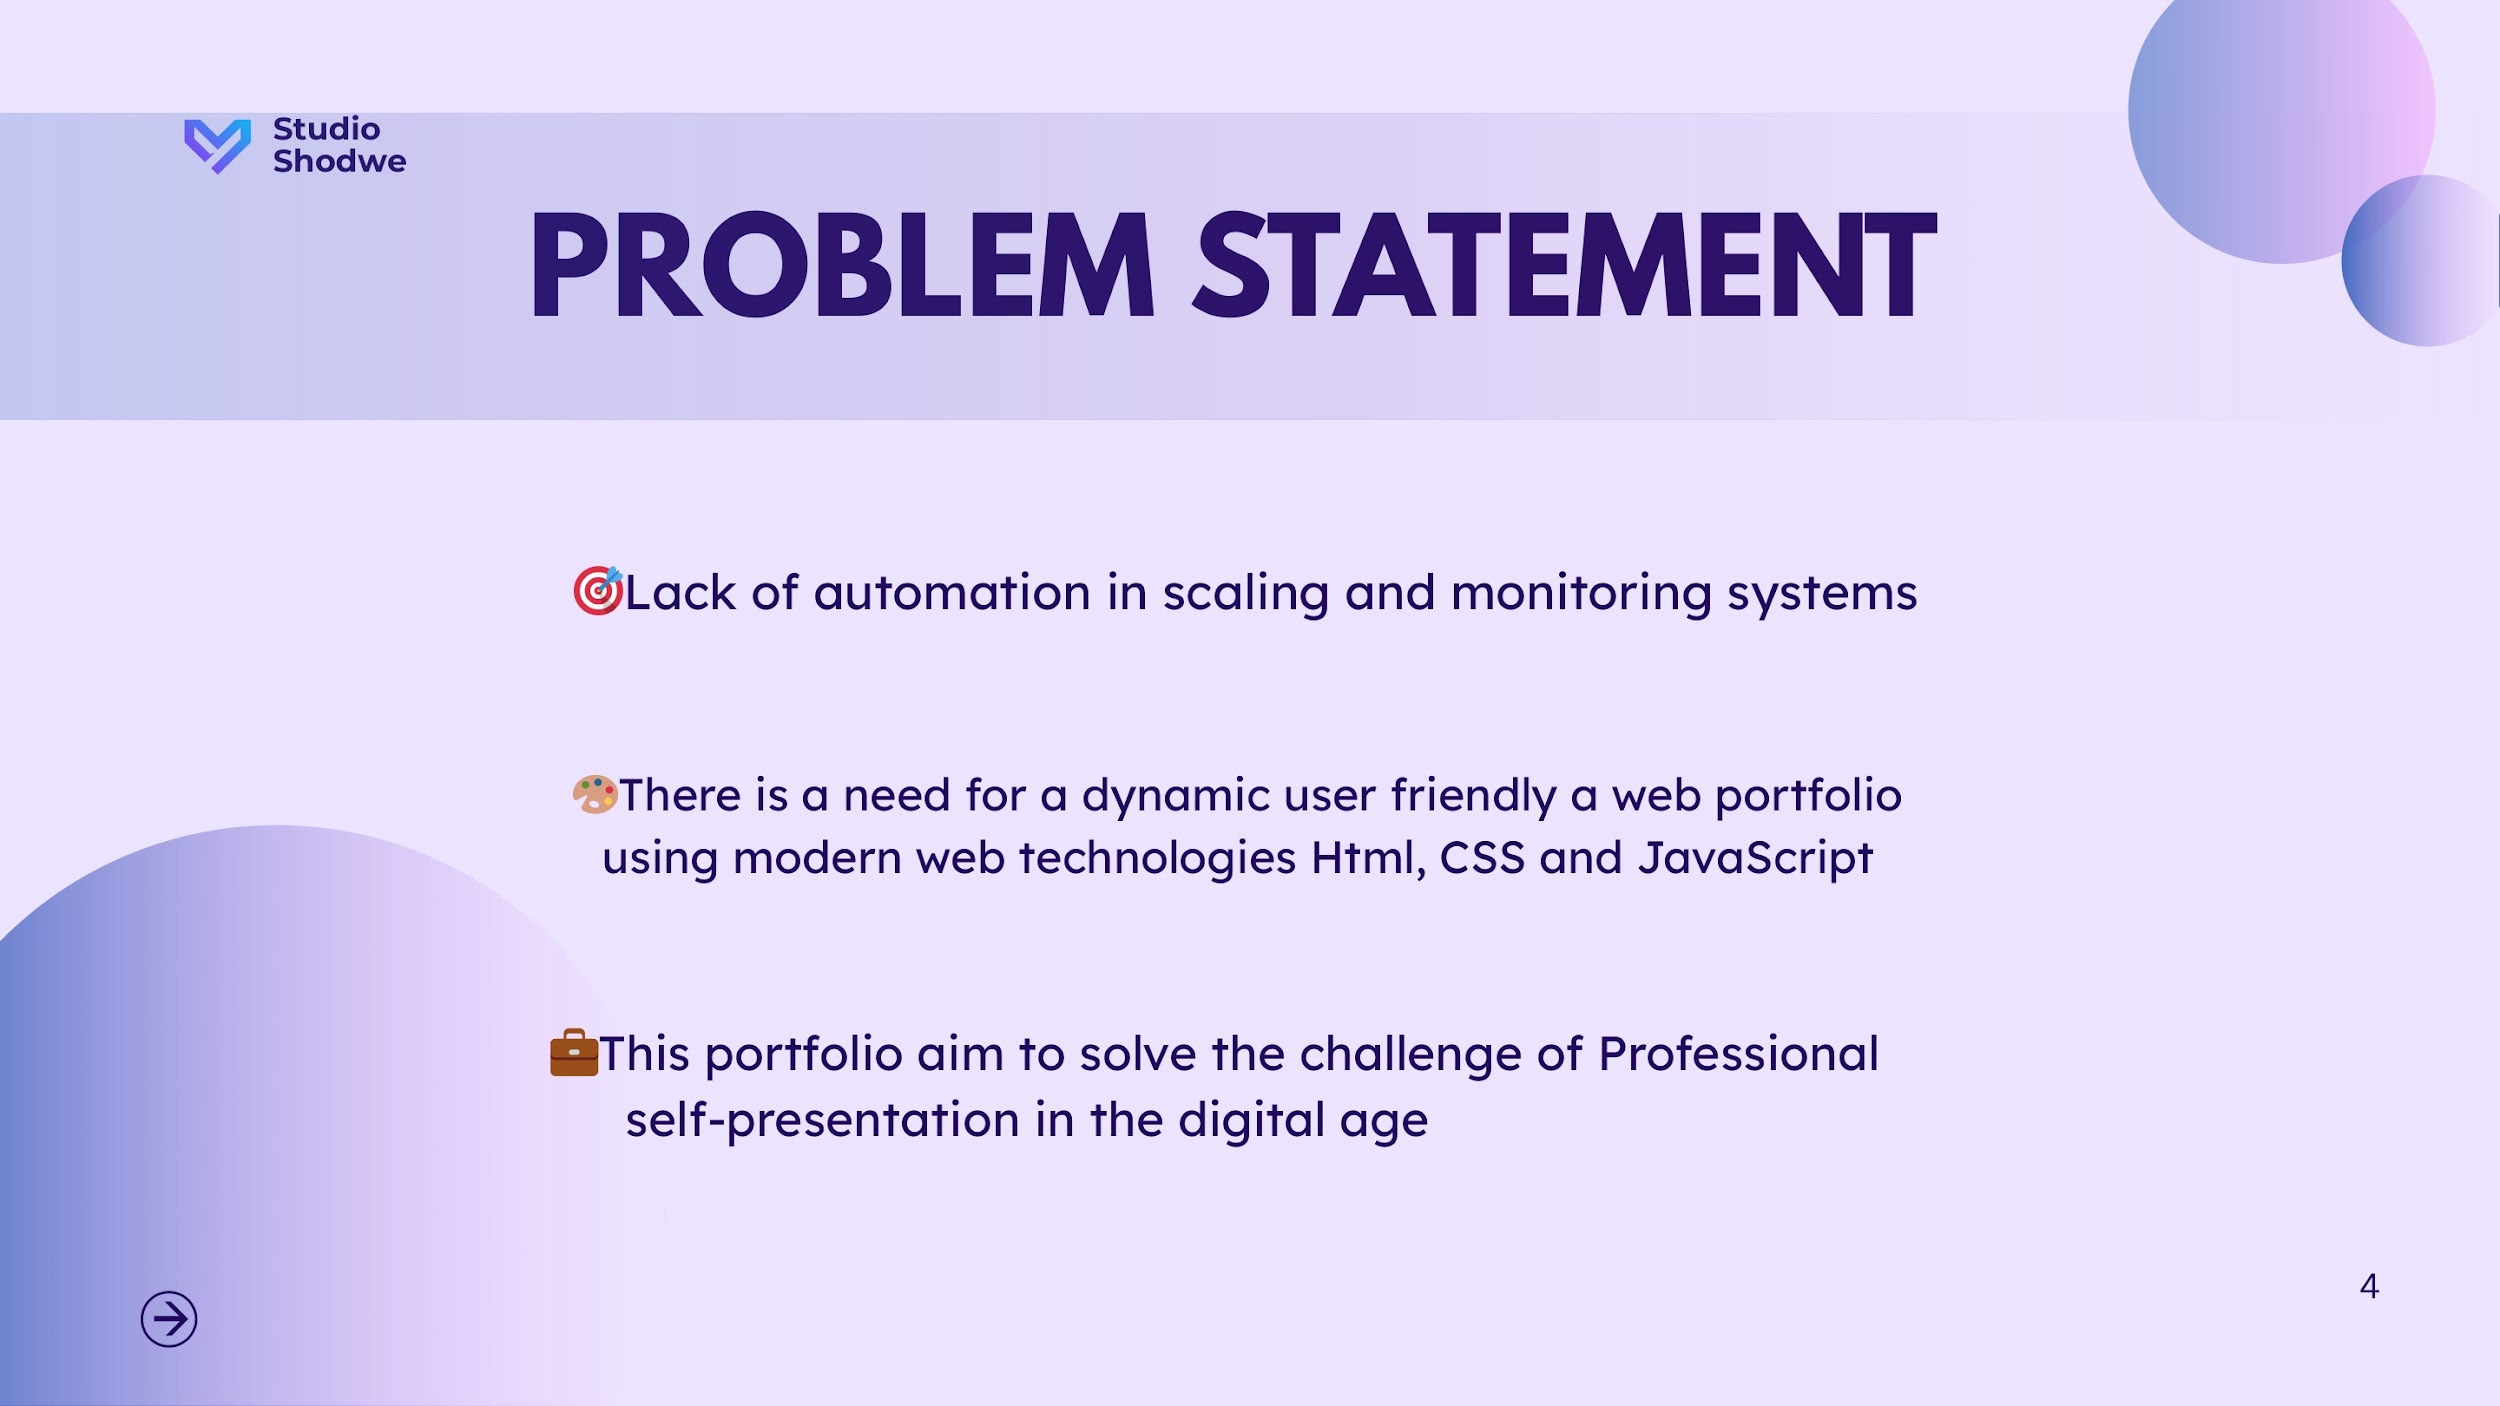 Studio
Shodwe
PROBLEM STATEMENT
🎯Lack of automation in scaling and monitoring systems
🎨There is a need for a dynamic user friendly a web portfolio
using modern web technologies Html, CSS and JavaScript
💼This portfolio aim to solve the challenge of Professional
self-presentation in the digital age
4